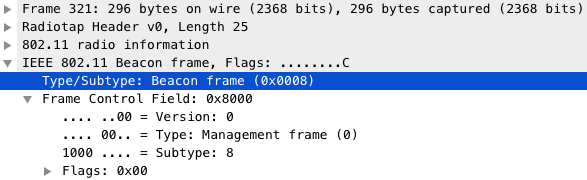 Frame 321: 296 bytes on wire (2368 bits), 296 bytes captured (2368 bits)
Radiotap Header v0, Length 25
802.11 radio information
IEEE 802.11 Beacon frame, Flags: ........C
Type/Subtype: Beacon frame (0x0008)
Frame Control Field: 0x8000
.... ..00 = Version: 0
.... 00.. = Type: Management frame (0)
1000 .... = Subtype: 8
Flags: 0x00